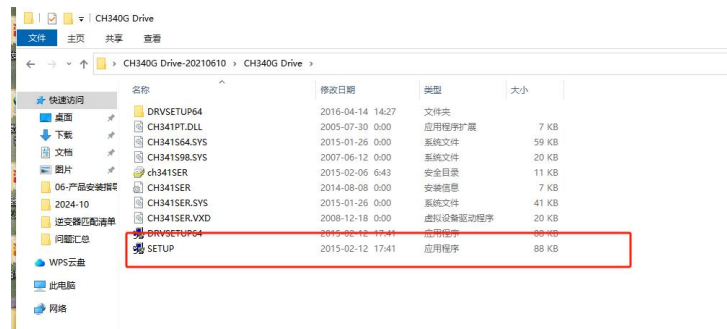 CH340G Drive
文件 主页 共享 查看
CH340G Drive-20210610 › CH340G Drive ›
名称 修改日期 类型 大小
快速访问
桌面
下载
文档
图片
06-产品安装指导
2024-10
逆变器匹配清单
问题汇总
WPS云盘
此电脑
网络
DRVSETUP64 2016-04-14 14:27 文件夹
CH341PT.DLL 2005-07-30 0:00 应用程序扩展 7 KB
CH341S64.SYS 2015-01-26 0:00 系统文件 59 KB
CH341S98.SYS 2007-06-12 0:00 系统文件 20 KB
ch341SER 2015-02-06 6:43 安全目录 11 KB
CH341SER 2014-08-08 0:00 安装信息 7 KB
CH341SER.SYS 2015-01-26 0:00 系统文件 41 KB
CH341SER.VXD 2008-12-18 0:00 虚拟设备驱动程序 20 KB
DRVSETUP64 2015-02-12 17:41 应用程序 88 KB
SETUP 2015-02-12 17:41 应用程序 88 KB